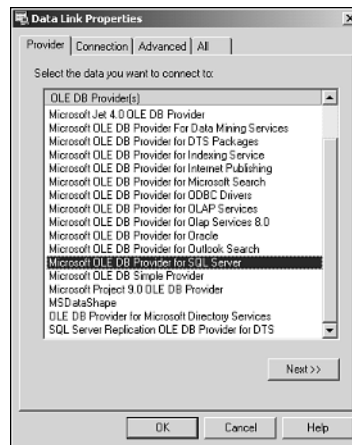 Data Link Properties
Provider Connection Advanced All
Select the data you want to connect to:
OLE DB Provider(s)
Microsoft Jet 4.0 OLE DB Provider
Microsoft OLE DB Provider For Data Mining Services
Microsoft OLE DB Provider for DTS Packages
Microsoft OLE DB Provider for Indexing Service
Microsoft OLE DB Provider for Internet Publishing
Microsoft OLE DB Provider for Microsoft Search
Microsoft OLE DB Provider for ODBC Drivers
Microsoft OLE DB Provider for OLAP Services
Microsoft OLE DB Provider for Olap Services 8.0
Microsoft OLE DB Provider for Oracle
Microsoft OLE DB Provider for Outlook Search
Microsoft OLE DB Provider for SQL Server
Microsoft OLE DB Simple Provider
Microsoft Project 9.0 OLE DB Provider
MSDataShape
OLE DB Provider for Microsoft Directory Services
SQL Server Replication OLE DB Provider for DTS
Next >>
OK Cancel Help